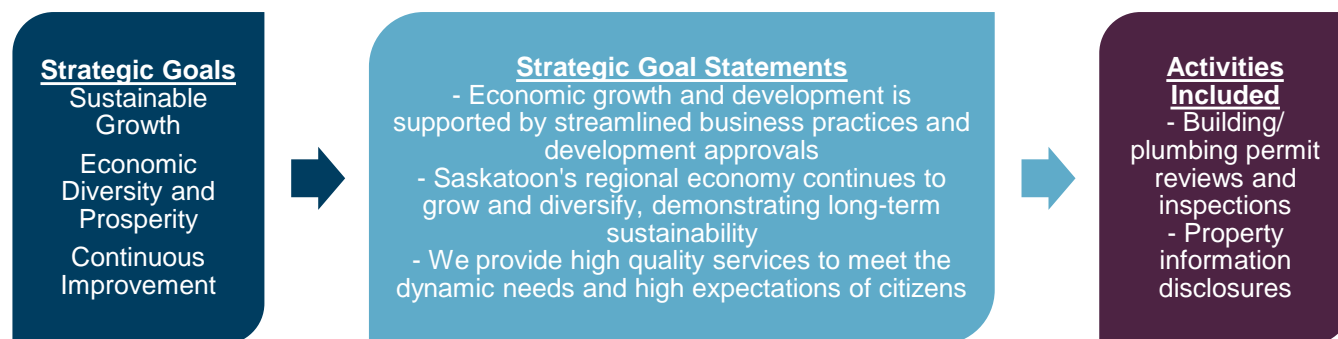 Strategic Goals
Sustainable
Growth
Economic
Diversity and
Prosperity
Continuous
Improvement
Strategic Goal Statements
- Economic growth and development is
supported by streamlined business practices and
development approvals
- Saskatoon's regional economy continues to
grow and diversify, demonstrating long-term
sustainability
- We provide high quality services to meet the
dynamic needs and high expectations of citizens
Activities
Included
- Building/
plumbing permit
reviews and
inspections
- Property
information
disclosures